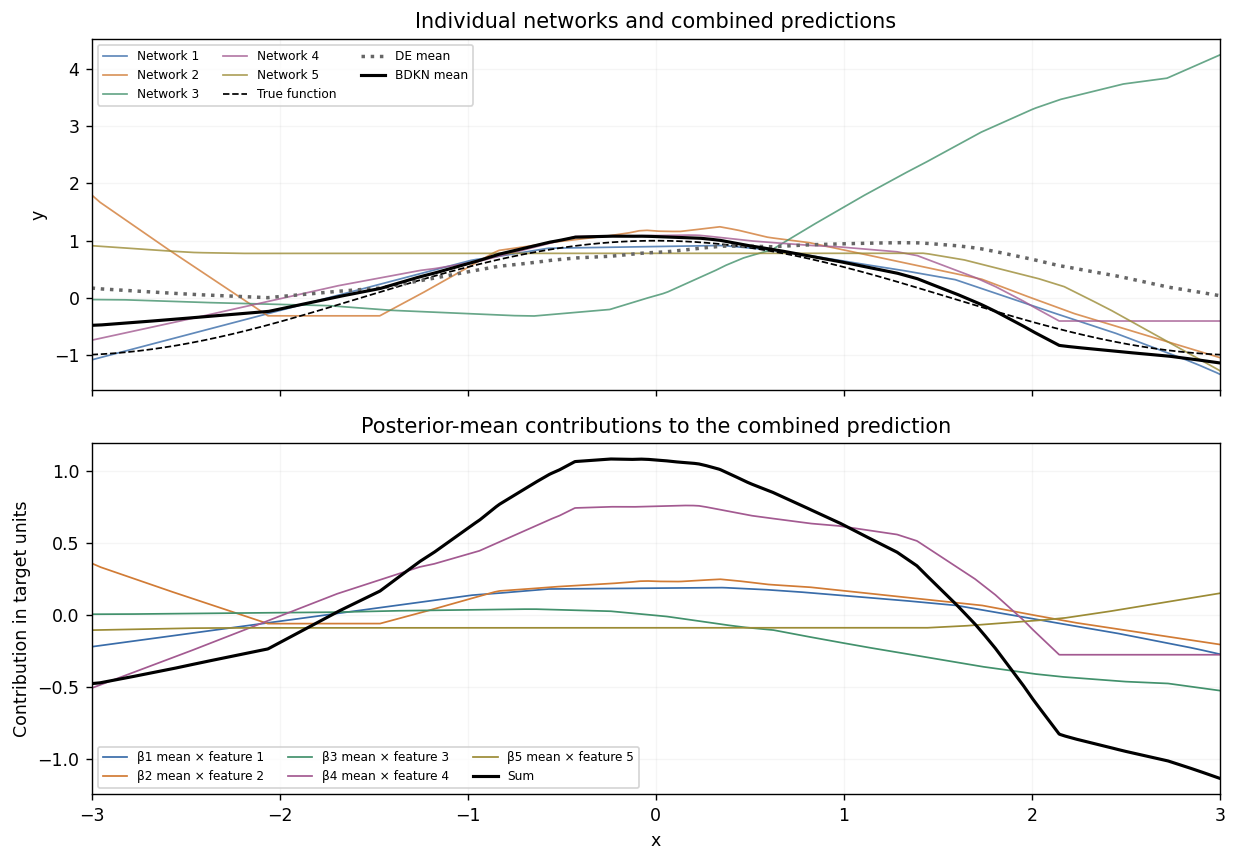 Individual networks and combined predictions
Network 1
Network 2
Network 3
Network 4
Network 5
True function
DE mean
BDKN mean
y
4
3
2
1
0
−1
Posterior-mean contributions to the combined prediction
Contribution in target units
1.0
0.5
0.0
−0.5
−1.0
β1 mean × feature 1
β2 mean × feature 2
β3 mean × feature 3
β4 mean × feature 4
β5 mean × feature 5
Sum
−3 −2 −1 0 1 2 3
x